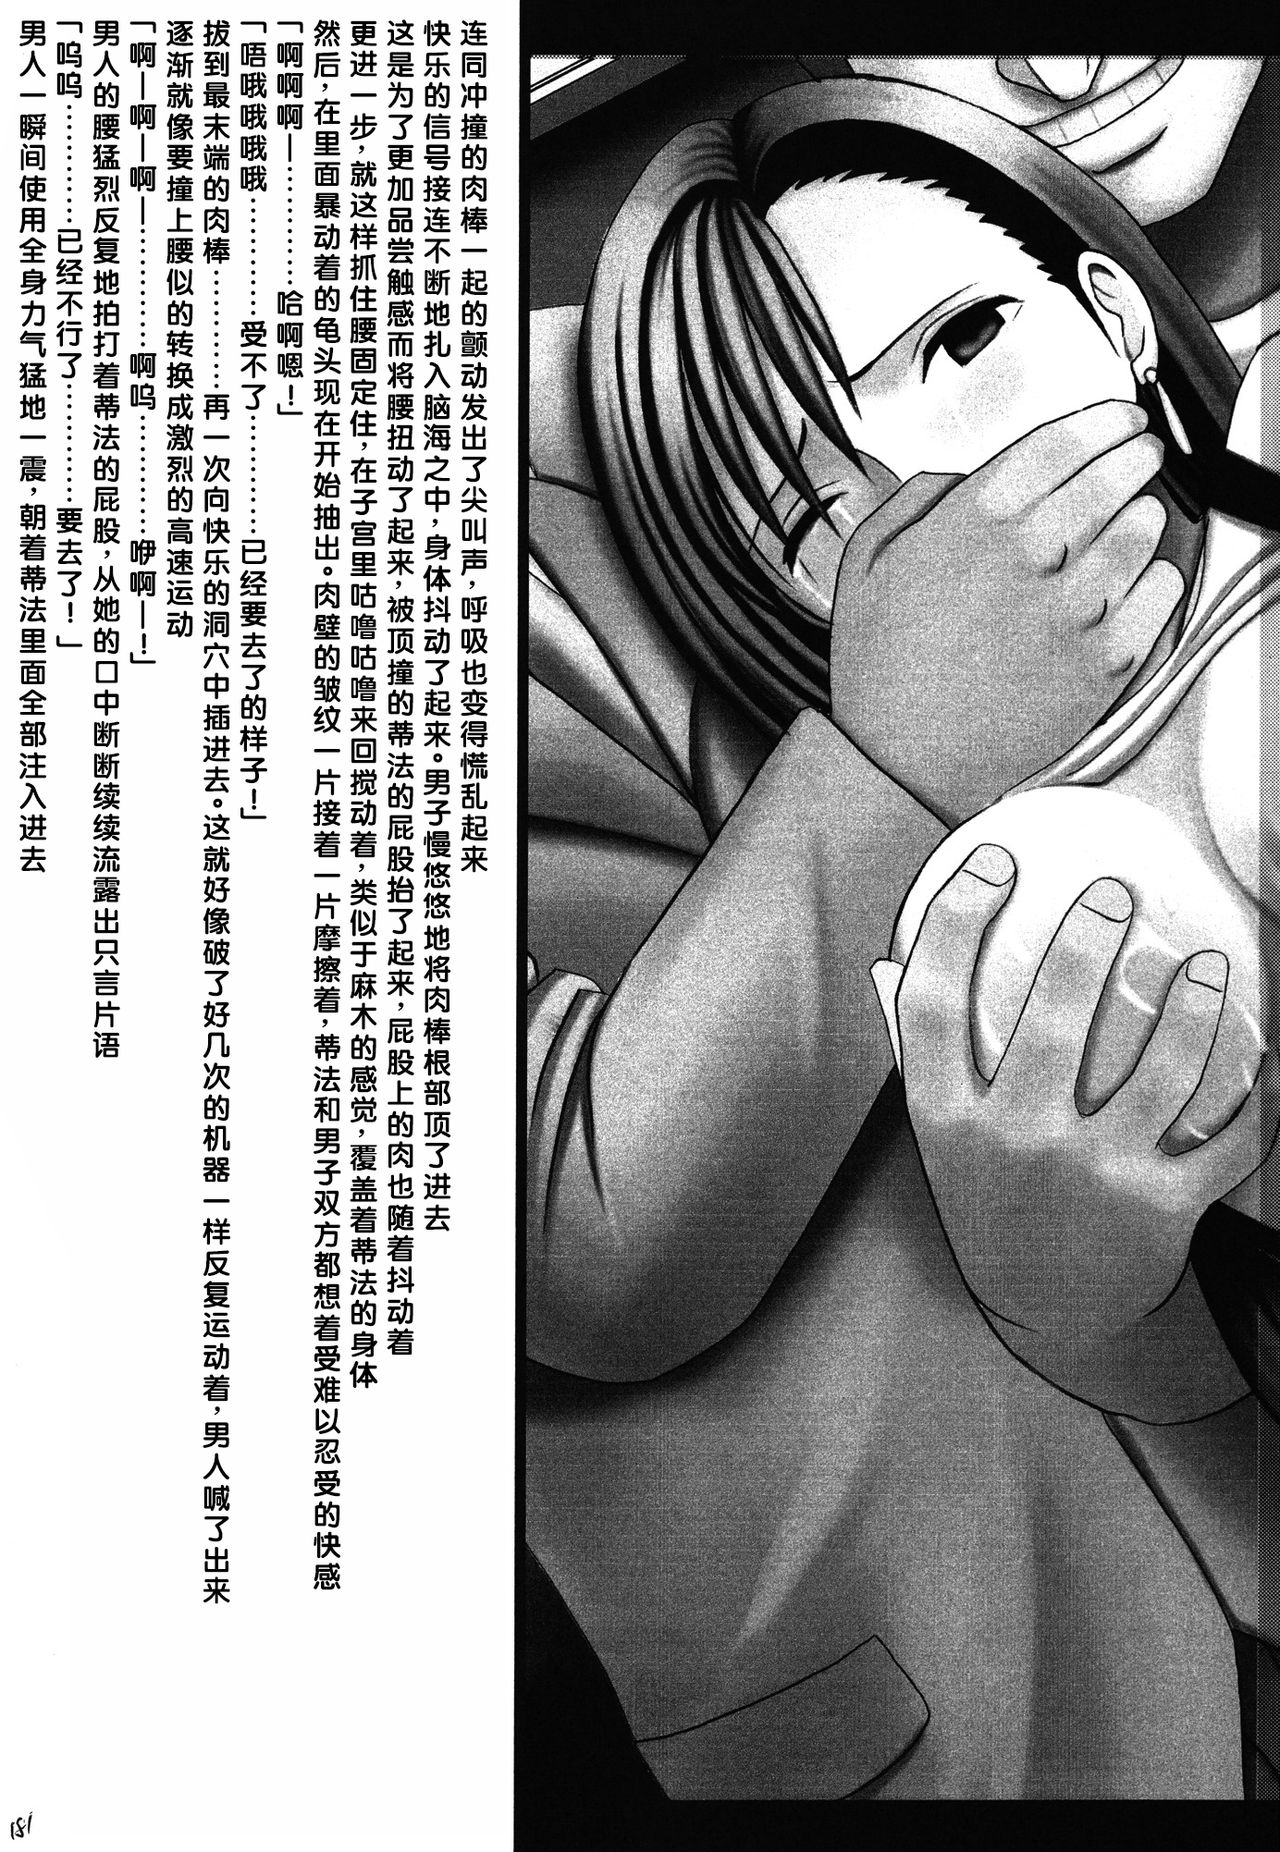 连同冲撞的肉棒一起的颤动发出了尖叫声,呼吸也变得慌乱起来
快乐的信号接连不断地扎入脑海之中,身体抖动了起来。男子慢悠悠地将肉棒根部顶了进去
这是为了更加品尝触感而将腰扭动了起来,被顶撞的蒂法的屁股抬了起来,屁股上的肉也随着抖动着
更进一步,就这样抓住腰固定住,在子宫里咕噜咕噜来回搅动着,类似于麻木的感觉,覆盖着蒂法的身体
然后,在里面暴动着的龟头现在开始抽出。肉壁的皱纹一片接着一片摩擦着,蒂法和男子双方都想着受难以忍受的快感
「啊啊啊—…………哈啊嗯!」
「唔哦哦哦哦…………受不了…………已经要去了的样子!」
拔到最末端的肉棒…………再一次向快乐的洞穴中插进去。这就好像破了好几次的机器一样反复运动着,男人喊了出来
逐渐就像要撞上腰似的转换成激烈的高速运动
「啊—啊—啊—!…………啊呜…………咿啊—!」
男人的腰猛烈反复地拍打着蒂法的屁股,从她的口中断断续续流露出只言片语
「呜呜…………已经不行了…………要去了!」
男人一瞬间使用全身力气猛地一震,朝着蒂法里面全部注入进去
181